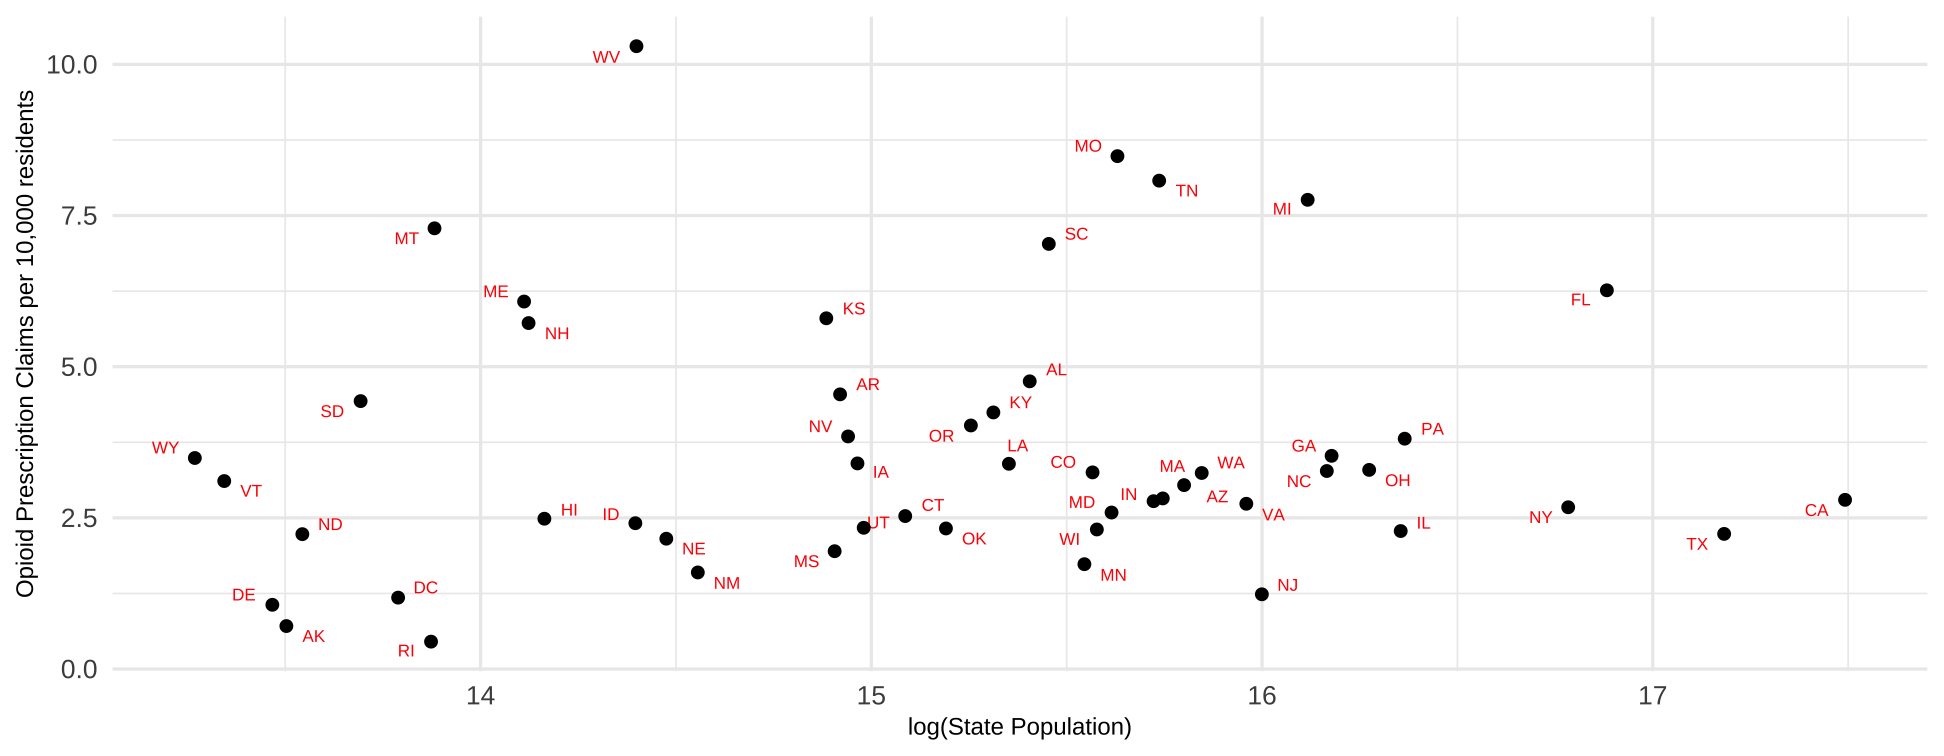 Opioid Prescription Claims per 10,000 residents
10.0
7.5
5.0
2.5
0.0
WV
MO
TN
MI
MT
SC
ME
NH
KS
FL
AL
AR
KY
SD
NV
OR
PA
WY
LA
GA
CO
MA
WA
IA
VT
NC
OH
IN
AZ
MD
CT
HI
ID
UT
VA
NY
CA
ND
IL
OK
WI
TX
NE
MS
MN
NM
DC
NJ
DE
AK
RI
14
15
16
17
log(State Population)